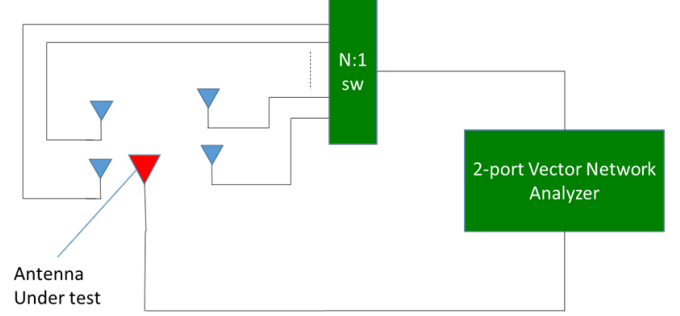 N:1
sw
2-port Vector Network
Analyzer
Antenna
Under test